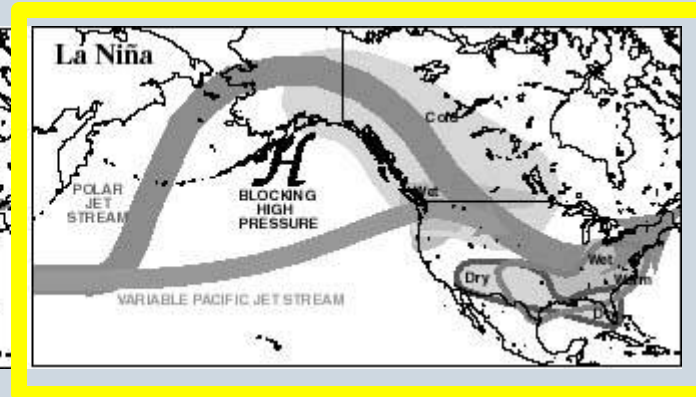 La Niña
Cold
POLAR
JET
STREAM
H
BLOCKING
HIGH
PRESSURE
Wet
Wet
Dry
Warm
Dry
VARIABLE PACIFIC JET STREAM